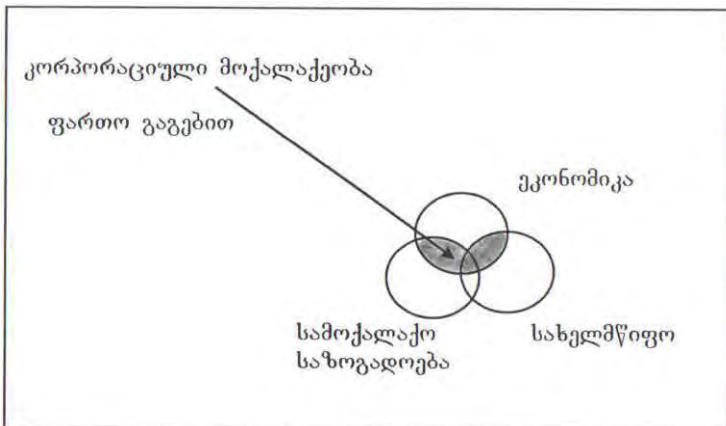 კორპორაციული მოქალაქეობა
ფართო გაგებით
ეკონომიკა
სამოქალაქო
საზოგადოება
სახელმწიფო